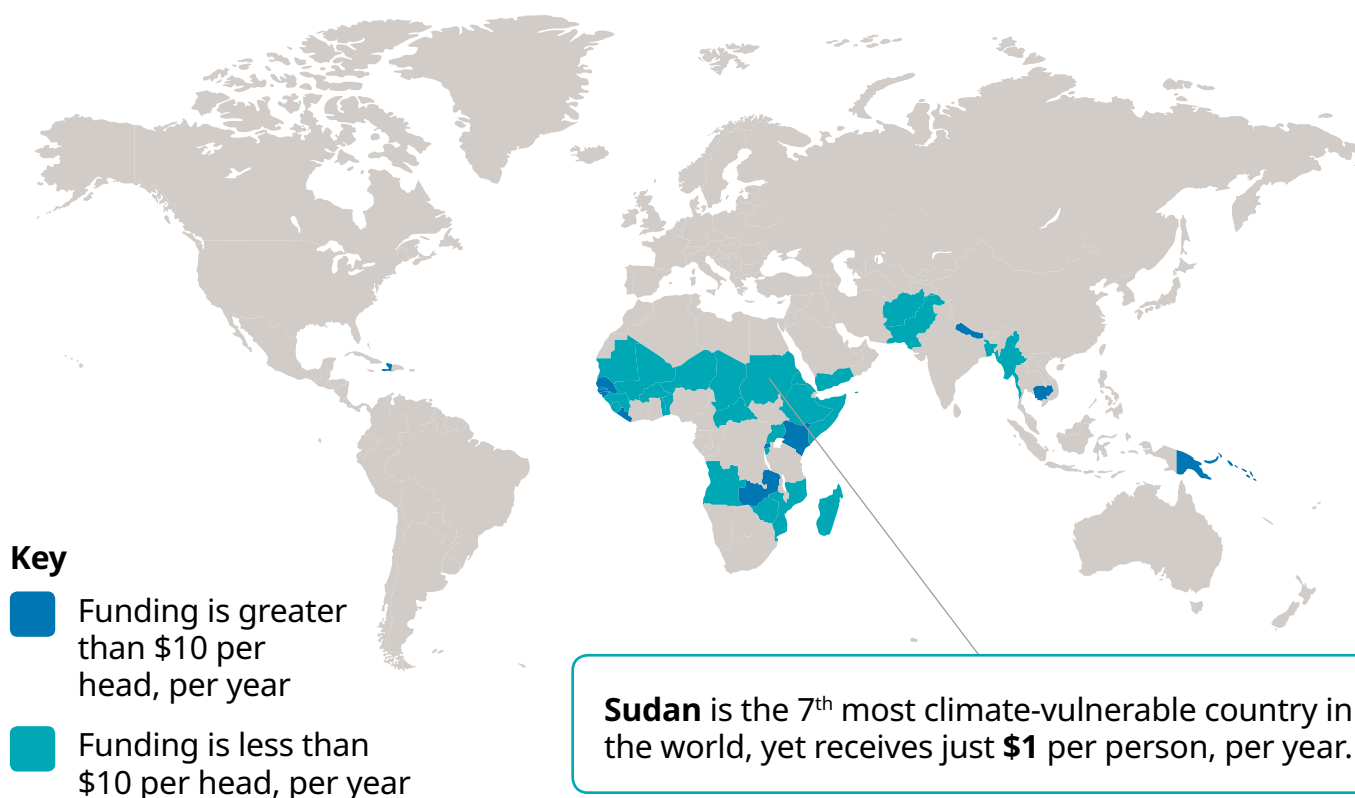 Key
Funding is greater
than $10 per
head, per year
Funding is less than
$10 per head, per year
Sudan is the 7th most climate-vulnerable country in
the world, yet receives just $1 per person, per year.